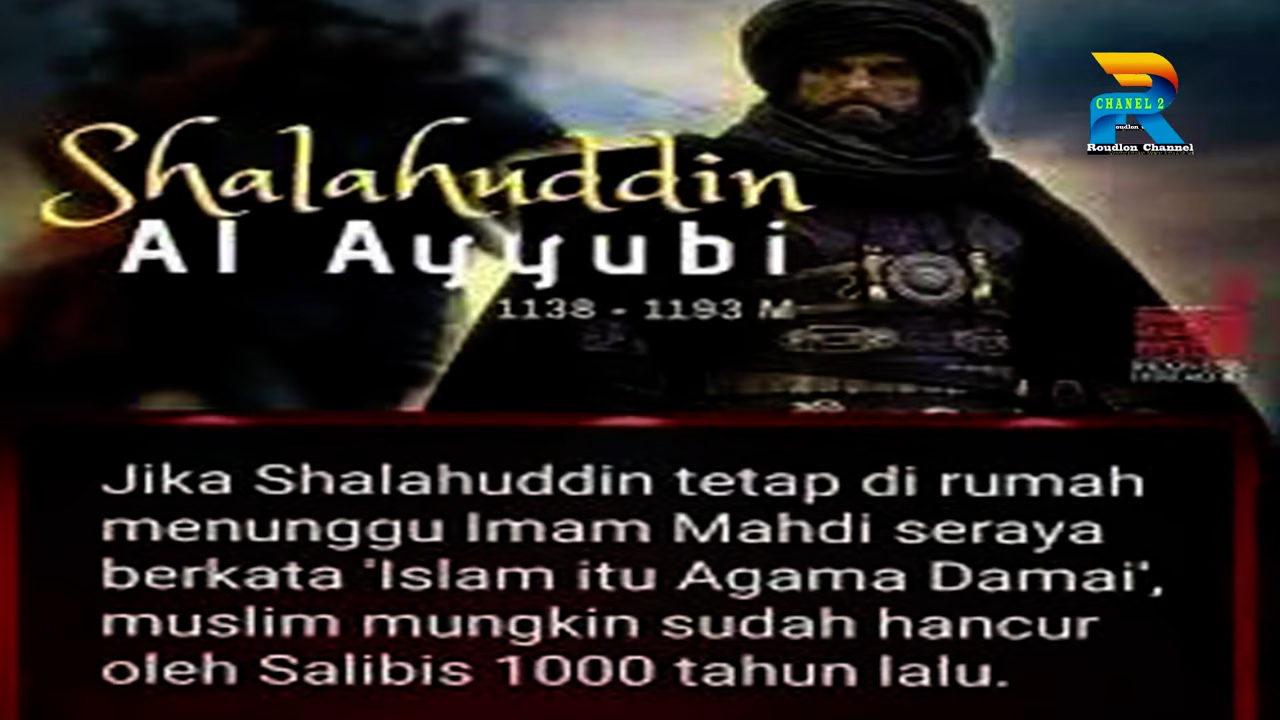 Shalahuddin
Al Ayyubi
1138 - 1193 M
CHANEL 2
Roudlon Channel
Jika Shalahuddin tetap di rumah
menunggu Imam Mahdi seraya
berkata 'Islam itu Agama Damai',
muslim mungkin sudah hancur
oleh Salibis 1000 tahun lalu.